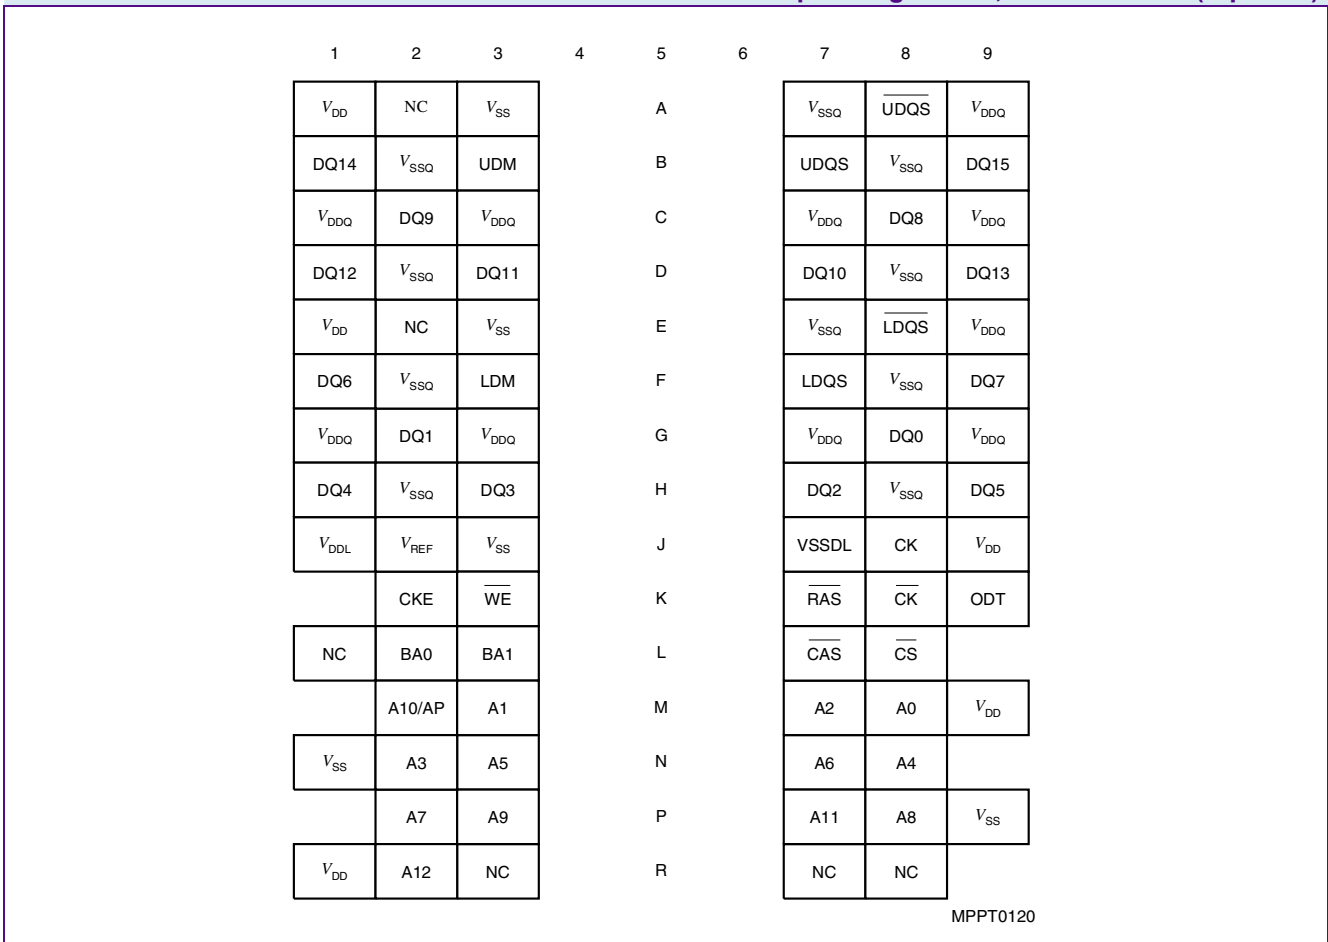 1 2 3 4 5 6 7 8 9
VDD NC VSS A VSSQ UDQS VDDQ
DQ14 VSSQ UDM B UDQS VSSQ DQ15
VDDQ DQ9 VDDQ C VDDQ DQ8 VDDQ
DQ12 VSSQ DQ11 D DQ10 VSSQ DQ13
VDD NC VSS E VSSQ LDQS VDDQ
DQ6 VSSQ LDM F LDQS VSSQ DQ7
VDDQ DQ1 VDDQ G VDDQ DQ0 VDDQ
DQ4 VSSQ DQ3 H DQ2 VSSQ DQ5
VDDL VREF VSS J VSSDL CK VDD
CKE WE K RAS CK ODT
NC BA0 BA1 L CAS CS
A10/AP A1 M A2 A0 VDD
VSS A3 A5 N A6 A4
A7 A9 P A11 A8 VSS
VDD A12 NC R NC NC
MPPT0120